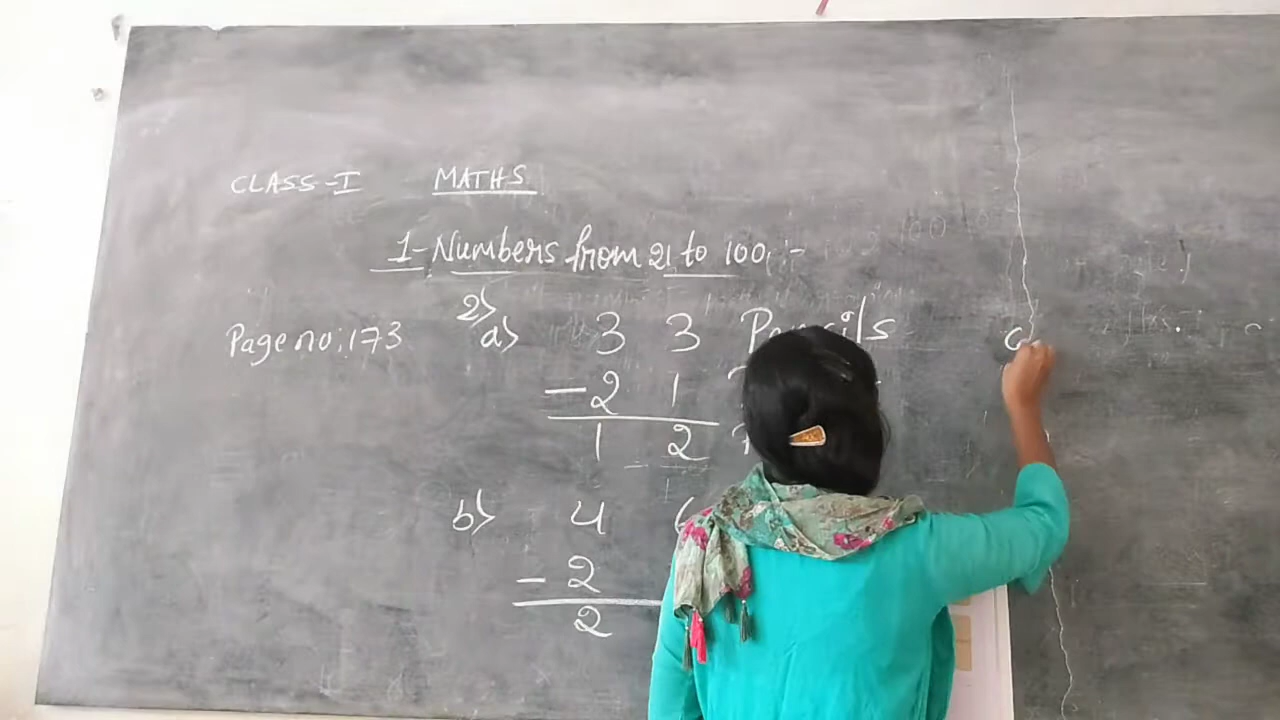 CLASS-I MATHS
1-Numbers from 21 to 100,:-
Page no:173
2>
a> 3 3 Pencils
-2 1
1 2
b> 4
- 2
2